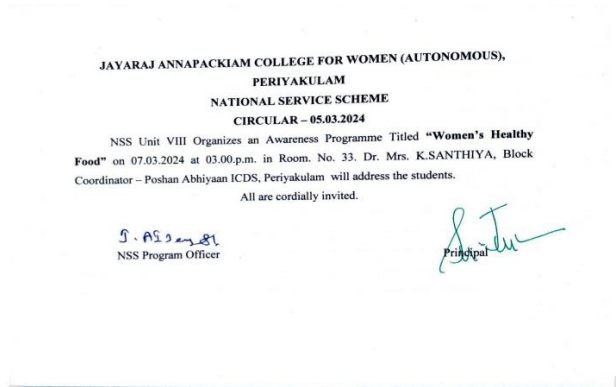 JAYARAJ ANNAPACKIAM COLLEGE FOR WOMEN (AUTONOMOUS),
PERIYAKULAM
NATIONAL SERVICE SCHEME
CIRCULAR – 05.03.2024
NSS Unit VIII Organizes an Awareness Programme Titled “Women's Healthy
Food” on 07.03.2024 at 03.00.p.m. in Room. No. 33. Dr. Mrs. K.SANTHIYA, Block
Coordinator – Poshan Abhiyaan ICDS, Periyakulam will address the students.
All are cordially invited.
NSS Program Officer
Principal